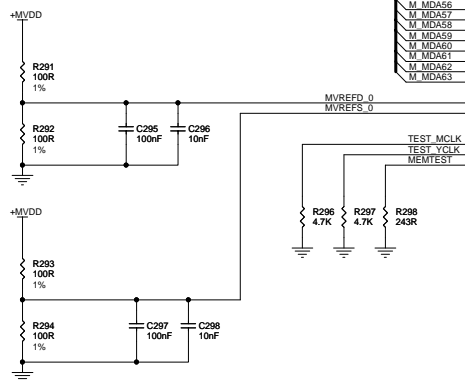 M_MDA56
M_MDA57
M_MDA58
M_MDA59
M_MDA60
M_MDA61
M_MDA62
M_MDA63
+MVDD
R291
100R
1%
MVREFD_0
MVREFS_0
R292
100R
1%
C295
100nF
C296
10nF
TEST_MCLK
TEST_YCLK
MEMTEST
R296
4.7K
R297
4.7K
R298
243R
+MVDD
R293
100R
1%
R294
100R
1%
C297
100nF
C298
10nF